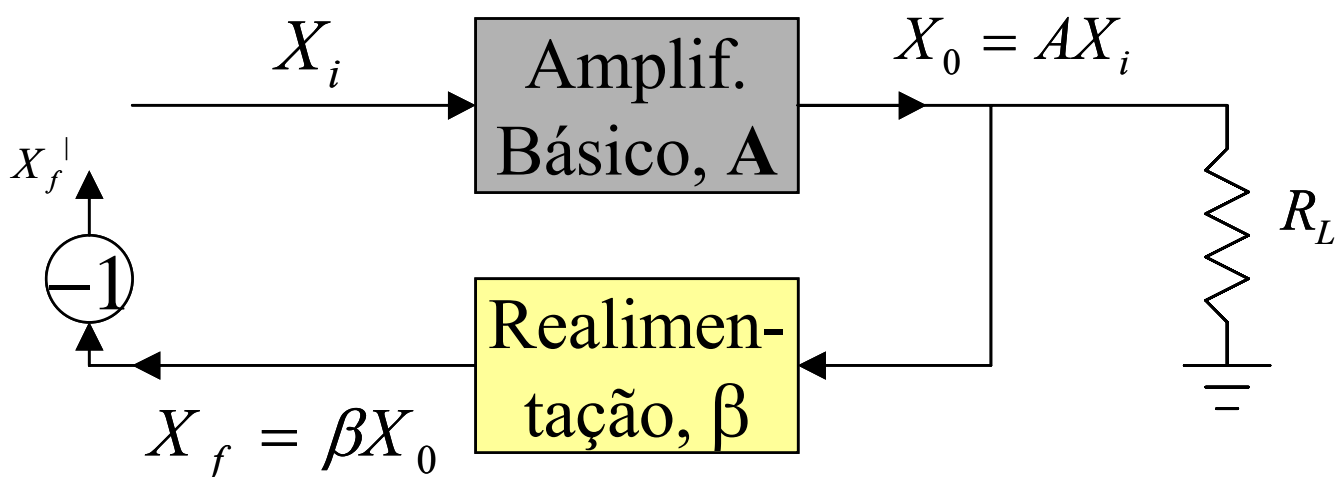 X_i
Amplif.
Básico, A
X_0 = AX_i
X_f^|
−1
R_L
Realimen-
tação, β
X_f = βX_0